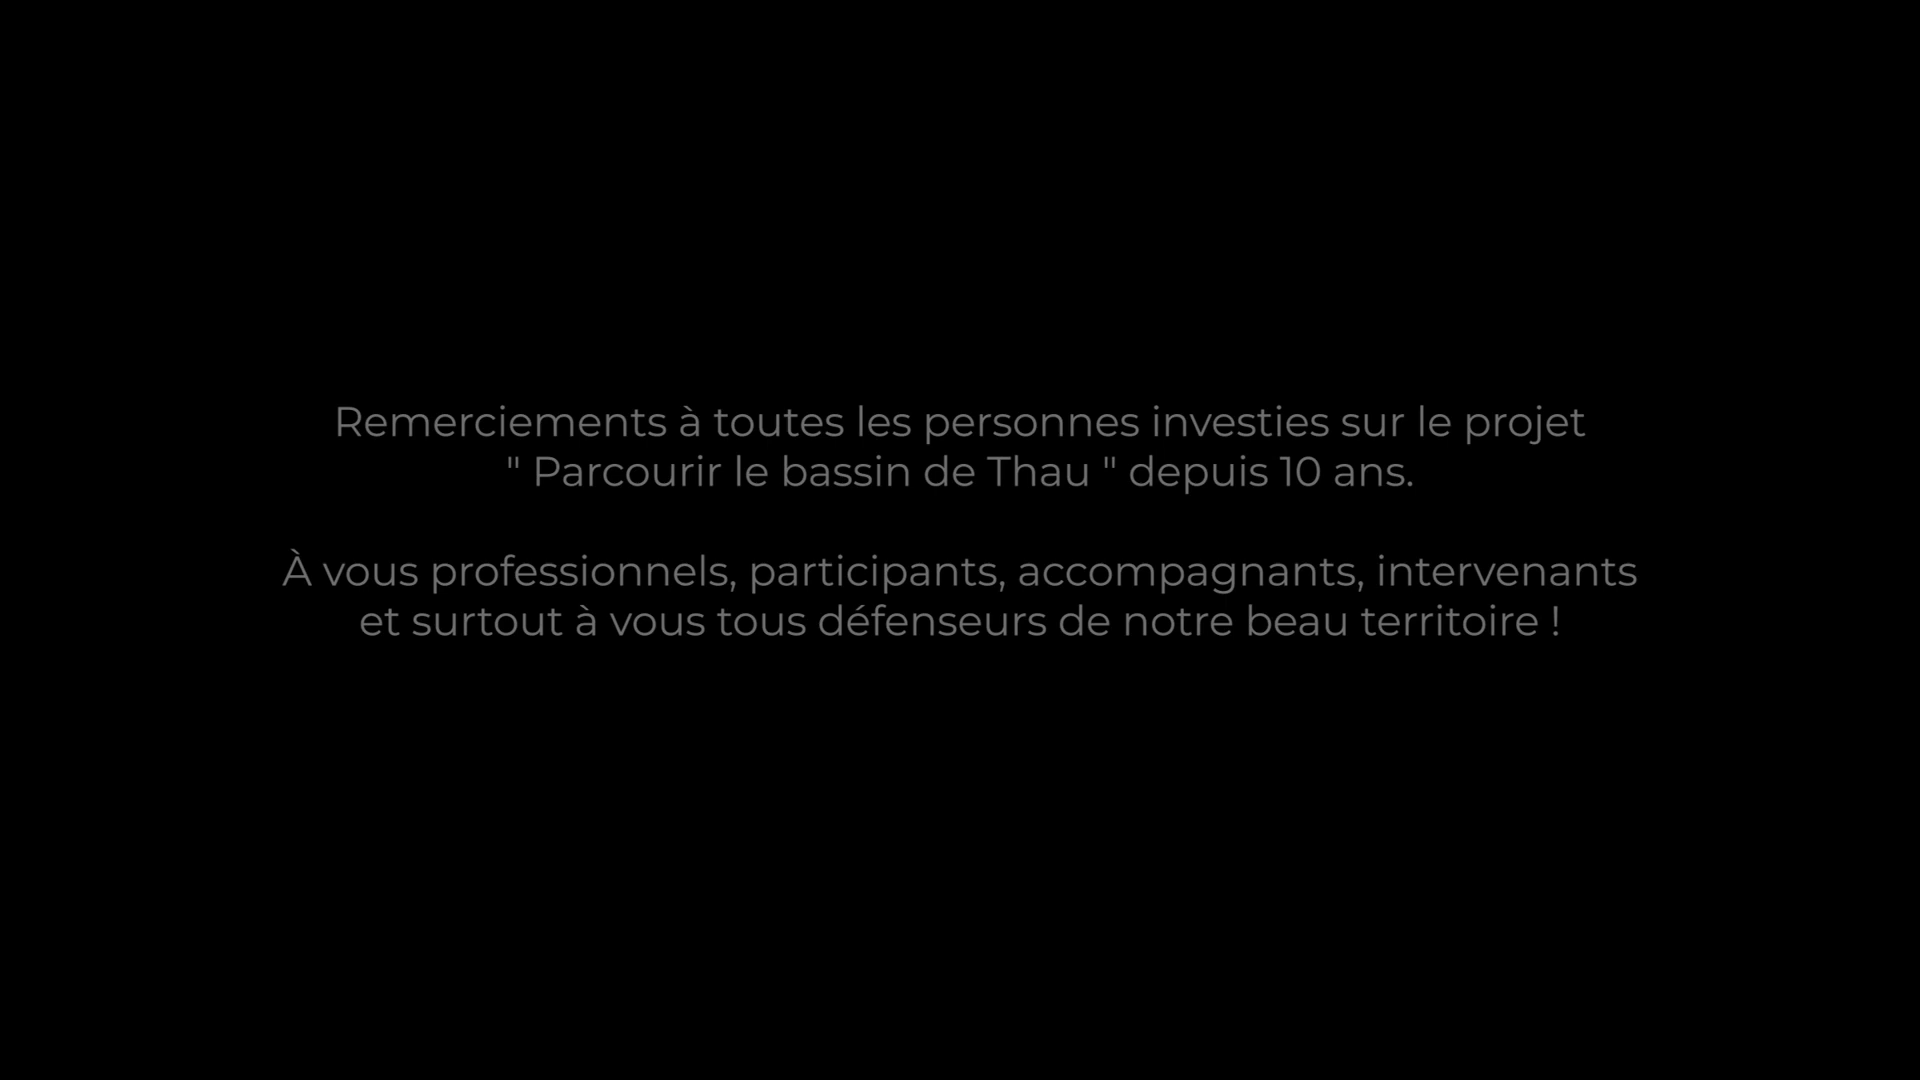 Remerciements à toutes les personnes investies sur le projet
" Parcourir le bassin de Thau " depuis 10 ans.
À vous professionnels, participants, accompagnants, intervenants
et surtout à vous tous défenseurs de notre beau territoire !